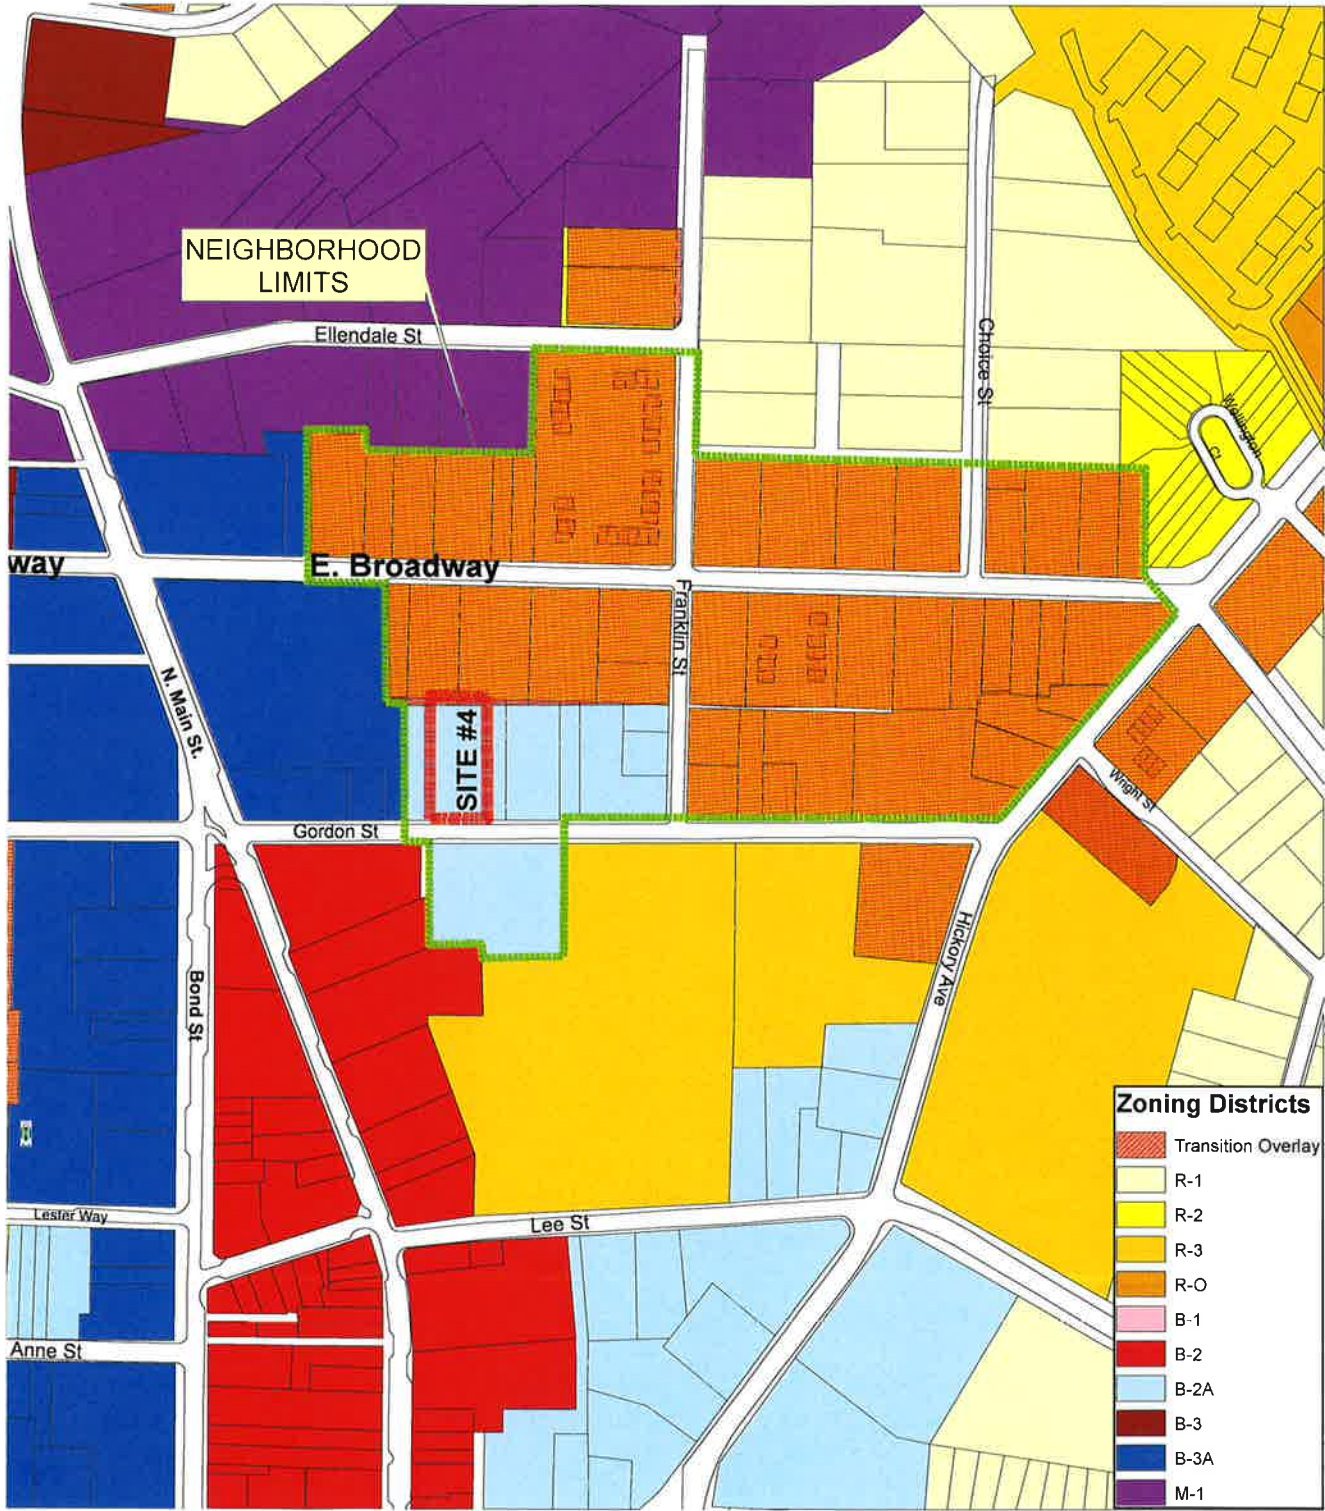 NEIGHBORHOOD
LIMITS
Ellendale St
Choice St
Wellington
Ct
way
E. Broadway
Franklin St
N. Main St.
SITE #4
Wright St
Gordon St
Hickory Ave
Bond St
Zoning Districts
Transition Overlay
R-1
R-2
R-3
R-O
B-1
B-2
B-2A
B-3
B-3A
M-1
Lester Way
Lee St
Anne St